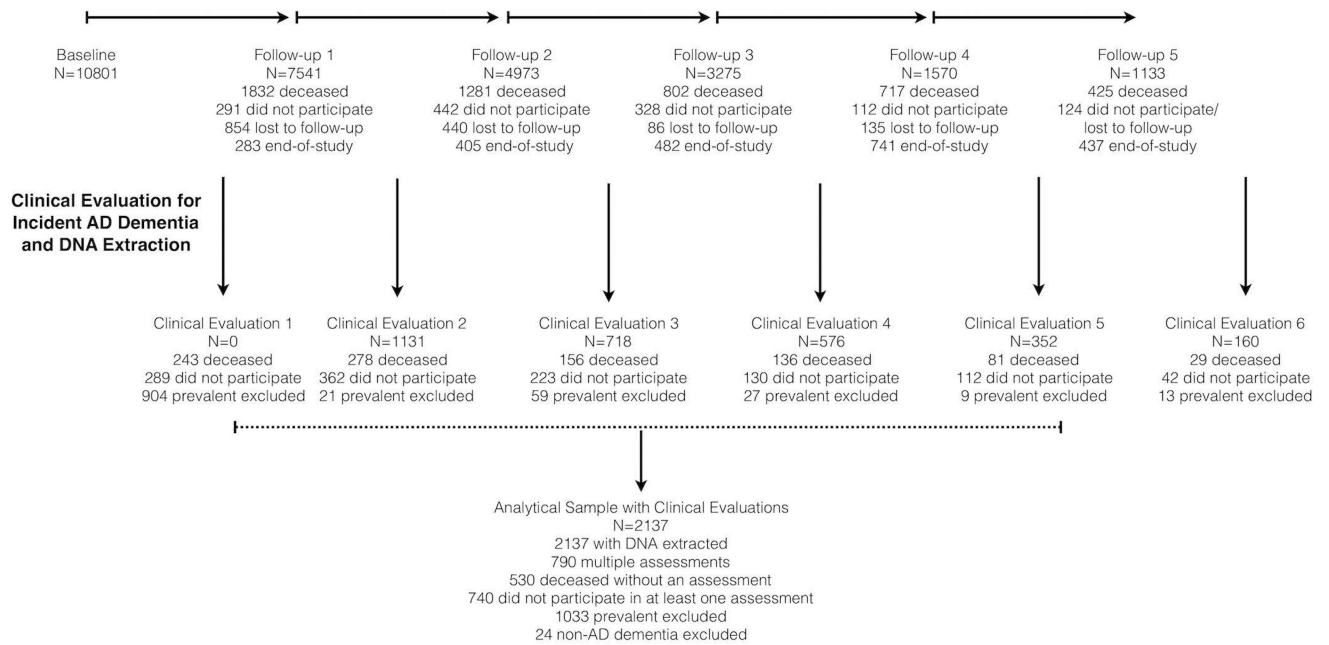 Baseline
N=10801
Follow-up 1
N=7541
1832 deceased
291 did not participate
854 lost to follow-up
283 end-of-study
Follow-up 2
N=4973
1281 deceased
442 did not participate
440 lost to follow-up
405 end-of-study
Follow-up 3
N=3275
802 deceased
328 did not participate
86 lost to follow-up
482 end-of-study
Follow-up 4
N=1570
717 deceased
112 did not participate
135 lost to follow-up
741 end-of-study
Follow-up 5
N=1133
425 deceased
124 did not participate/
lost to follow-up
437 end-of-study
Clinical Evaluation for
Incident AD Dementia
and DNA Extraction
Clinical Evaluation 1
N=0
243 deceased
289 did not participate
904 prevalent excluded
Clinical Evaluation 2
N=1131
278 deceased
362 did not participate
21 prevalent excluded
Clinical Evaluation 3
N=718
156 deceased
223 did not participate
59 prevalent excluded
Clinical Evaluation 4
N=576
136 deceased
130 did not participate
27 prevalent excluded
Clinical Evaluation 5
N=352
81 deceased
112 did not participate
9 prevalent excluded
Clinical Evaluation 6
N=160
29 deceased
42 did not participate
13 prevalent excluded
Analytical Sample with Clinical Evaluations
N=2137
2137 with DNA extracted
790 multiple assessments
530 deceased without an assessment
740 did not participate in at least one assessment
1033 prevalent excluded
24 non-AD dementia excluded